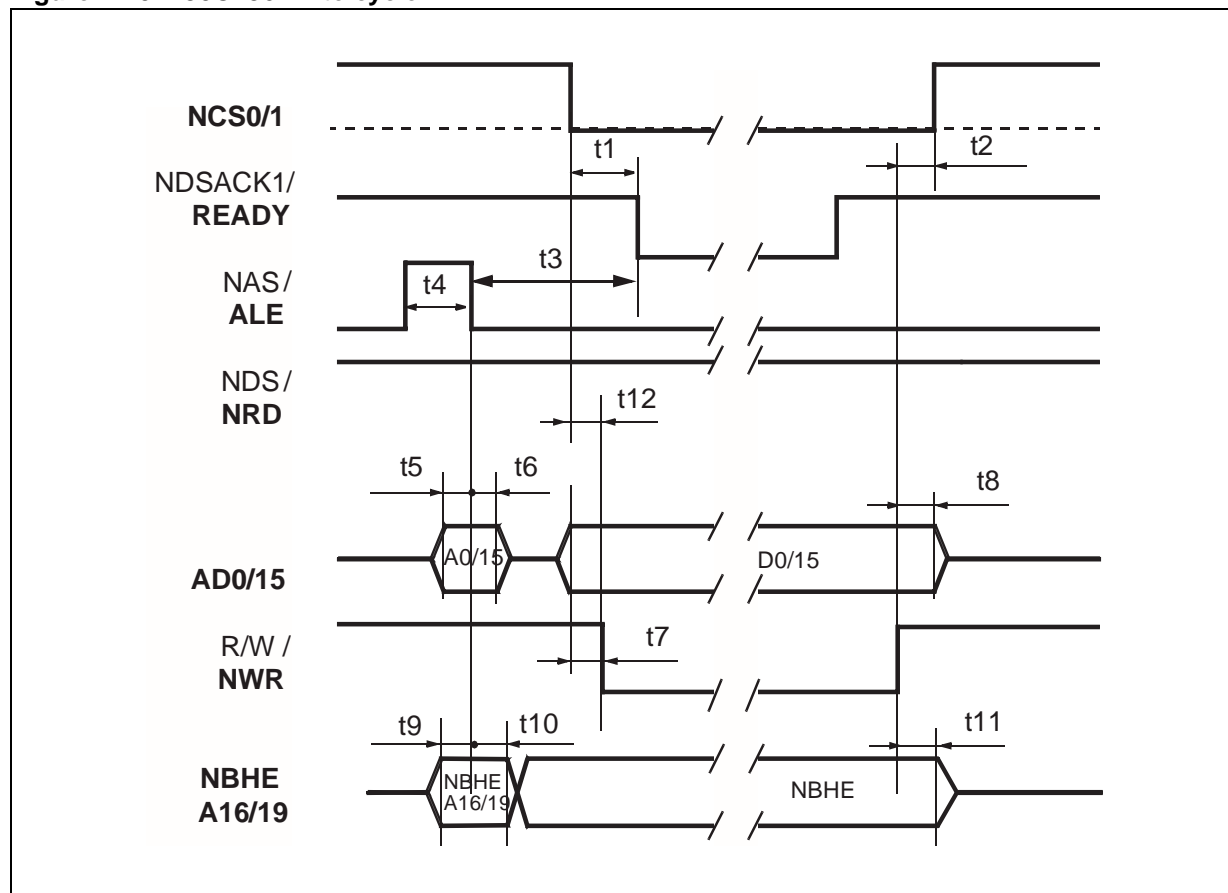 NCS0/1
t1
t2
NDSACK1/
READY
t3
NAS/
t4
ALE
NDS/
NRD
t12
t5
t6
t8
A0/15
D0/15
AD0/15
R/W /
t7
NWR
t9
t10
t11
NBHE
NBHE
A16/19
NBHE
A16/19